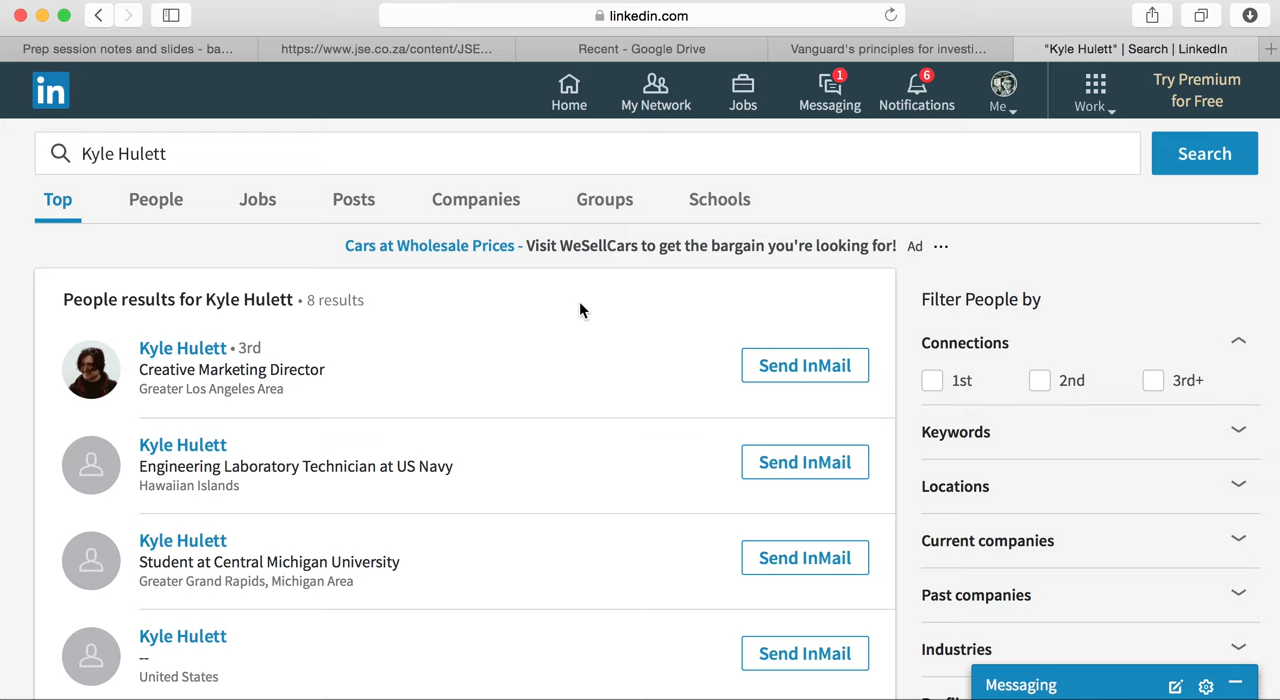 linkedin.com
Prep session notes and slides - ba...
https://www.jse.co.za/content/JSE...
Recent - Google Drive
Vanguard's principles for investi...
"Kyle Hulett" | Search | LinkedIn
in
Home
My Network
Jobs
1
Messaging
6
Notifications
Me
Work
Try Premium
for Free
Kyle Hulett
Search
Top
People
Jobs
Posts
Companies
Groups
Schools
Cars at Wholesale Prices - Visit WeSellCars to get the bargain you're looking for! Ad ...
People results for Kyle Hulett • 8 results
Kyle Hulett • 3rd
Creative Marketing Director
Greater Los Angeles Area
Send InMail
Kyle Hulett
Engineering Laboratory Technician at US Navy
Hawaiian Islands
Send InMail
Kyle Hulett
Student at Central Michigan University
Greater Grand Rapids, Michigan Area
Send InMail
Kyle Hulett
--
United States
Send InMail
Filter People by
Connections
1st
2nd
3rd+
Keywords
Locations
Current companies
Past companies
Industries
Messaging